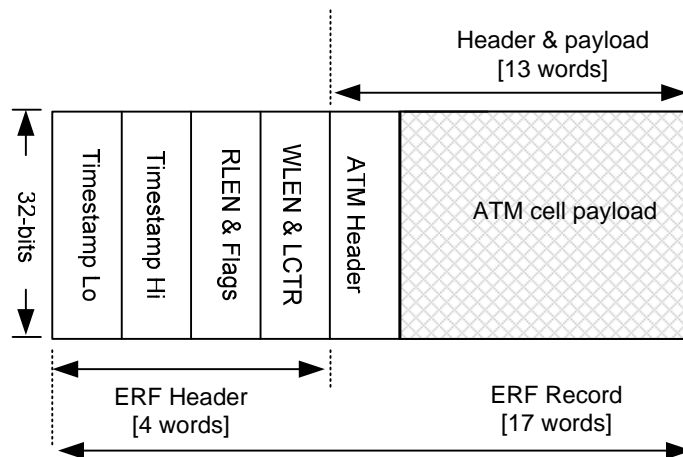 Header & payload
[13 words]
32-bits
Timestamp Lo
Timestamp Hi
RLEN & Flags
WLEN & LCTR
ATM Header
ATM cell payload
ERF Header
[4 words]
ERF Record
[17 words]